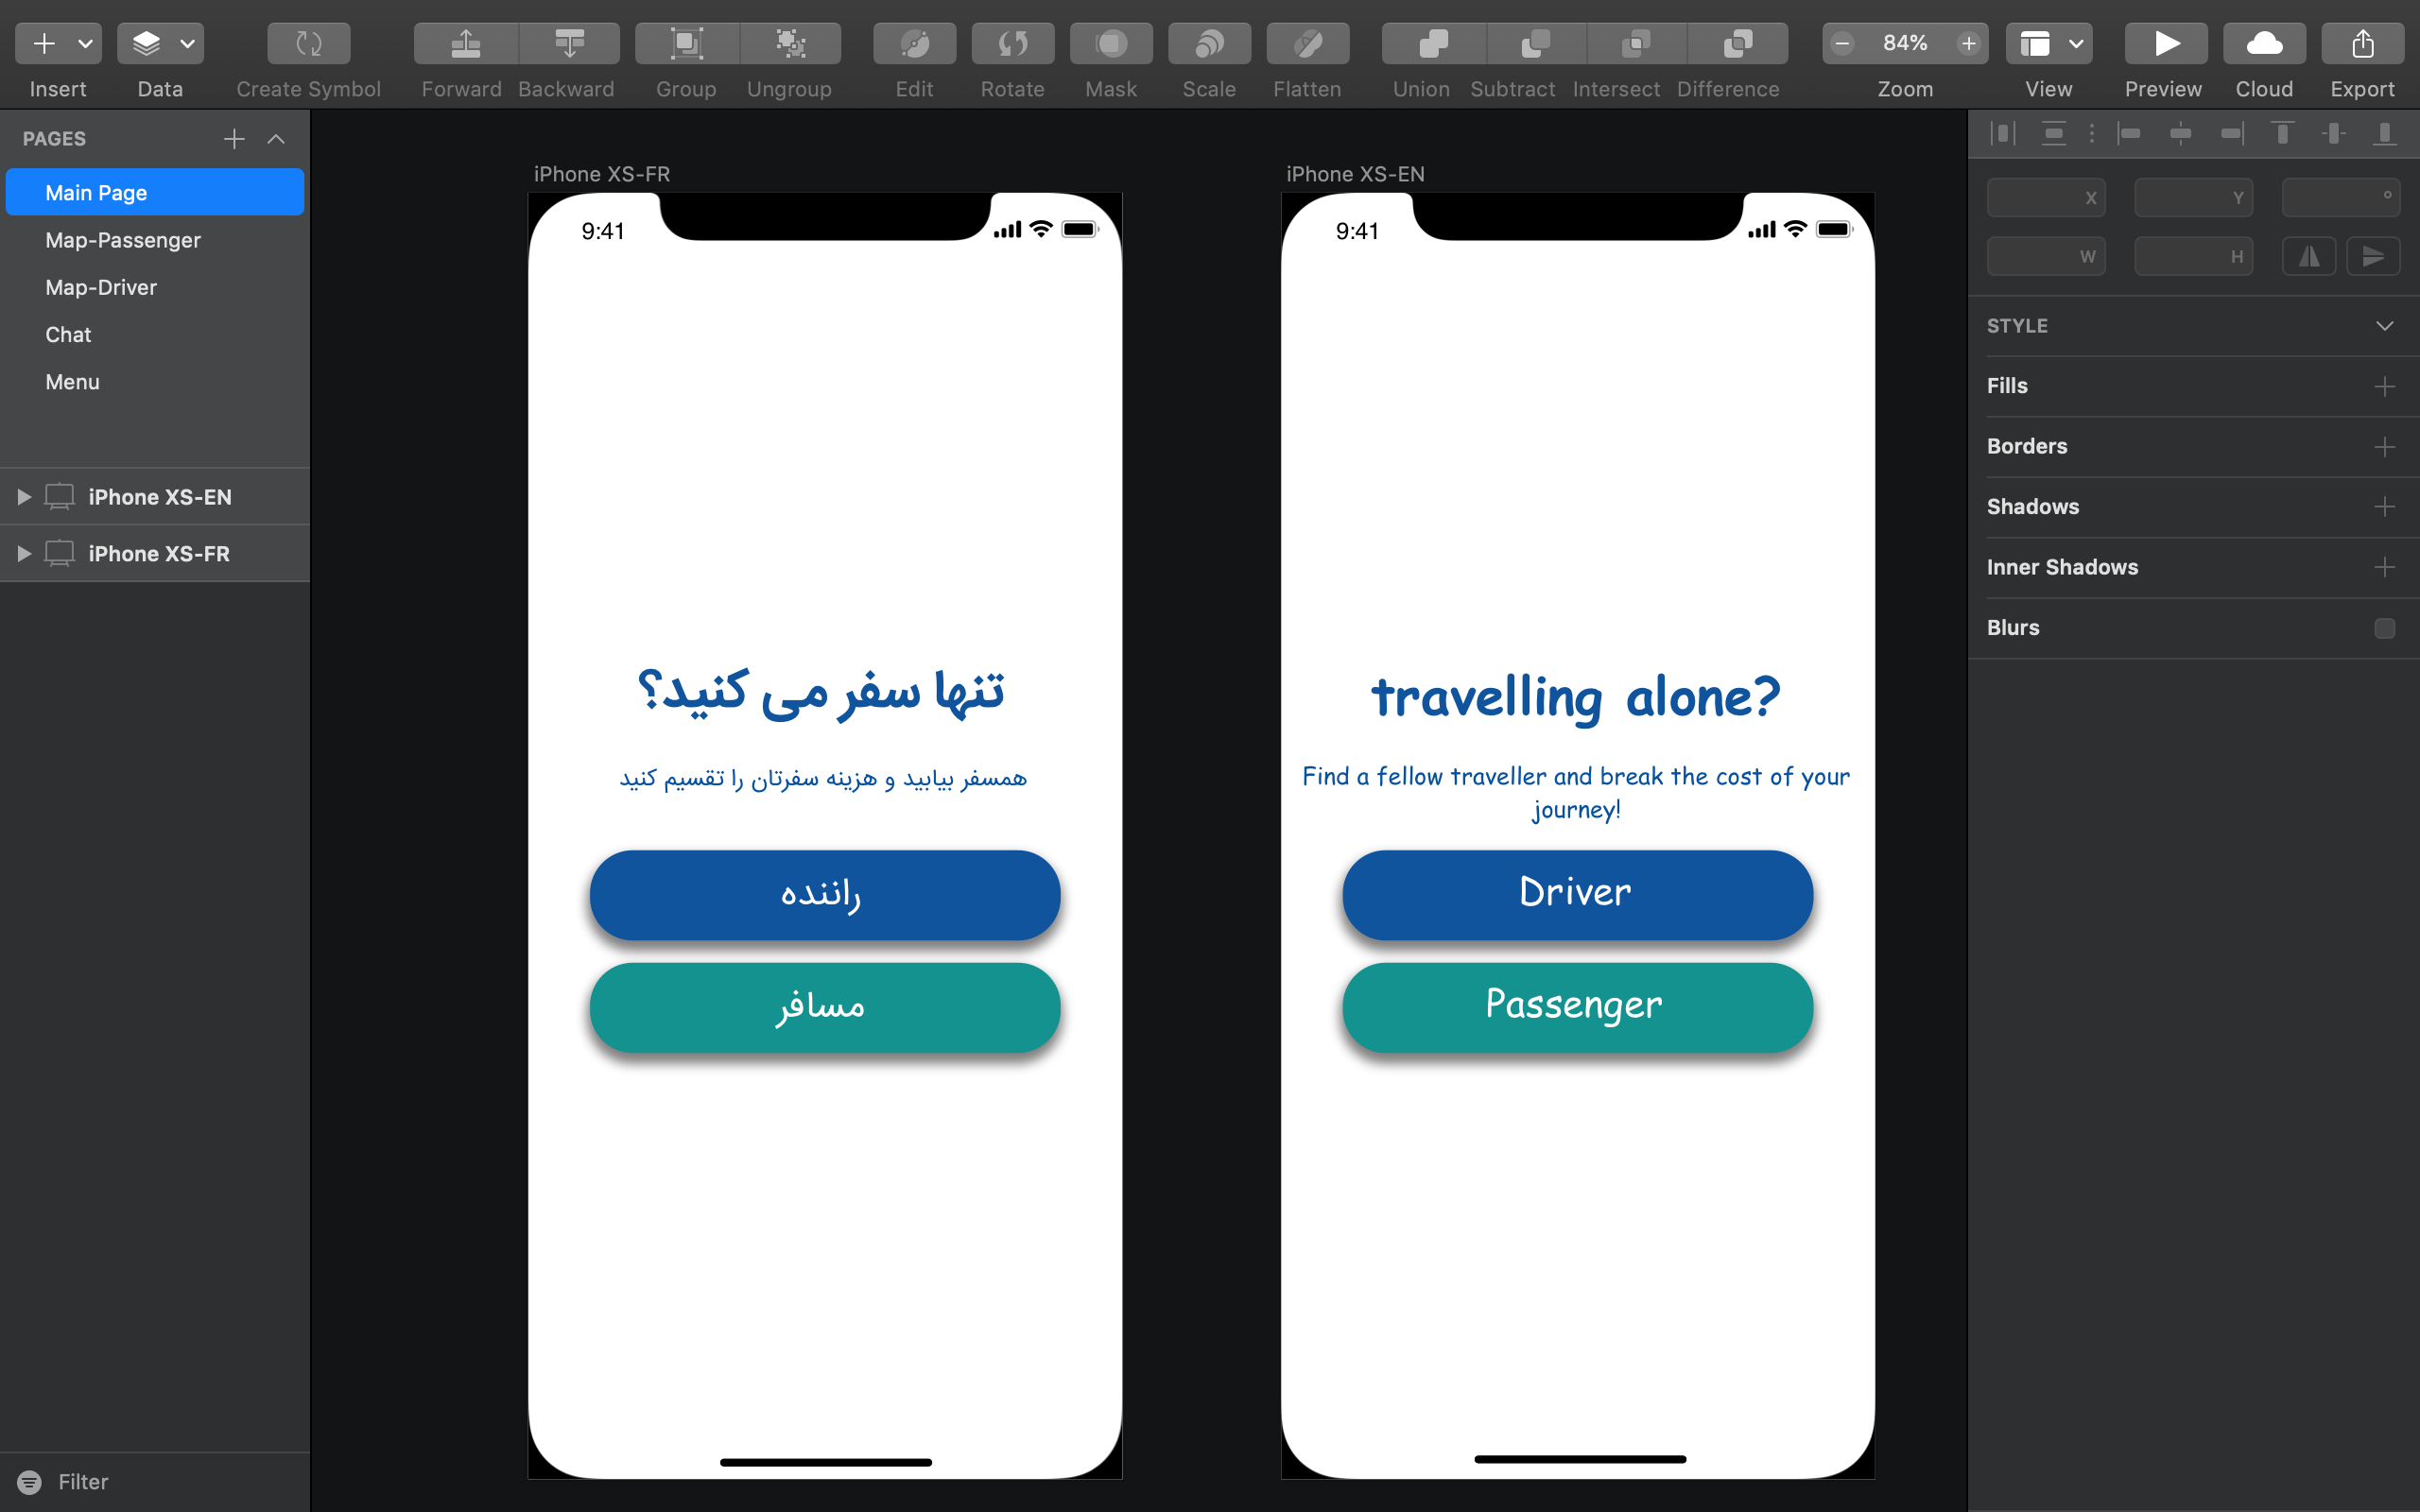 84%
Insert
Data
Create Symbol
Forward
Backward
Group
Ungroup
Edit
Rotate
Mask
Scale
Flatten
Union
Subtract
Intersect
Difference
Zoom
View
Preview
Cloud
Export
PAGES
Main Page
Map-Passenger
Map-Driver
Chat
Menu
iPhone XS-EN
iPhone XS-FR
Filter
iPhone XS-FR
9:41
تنها سفر می کنید؟
همسفر بیابید و هزینه سفرتان را تقسیم کنید
راننده
مسافر
iPhone XS-EN
9:41
travelling alone?
Find a fellow traveller and break the cost of your
journey!
Driver
Passenger
X
Y
°
W
H
STYLE
Fills
Borders
Shadows
Inner Shadows
Blurs